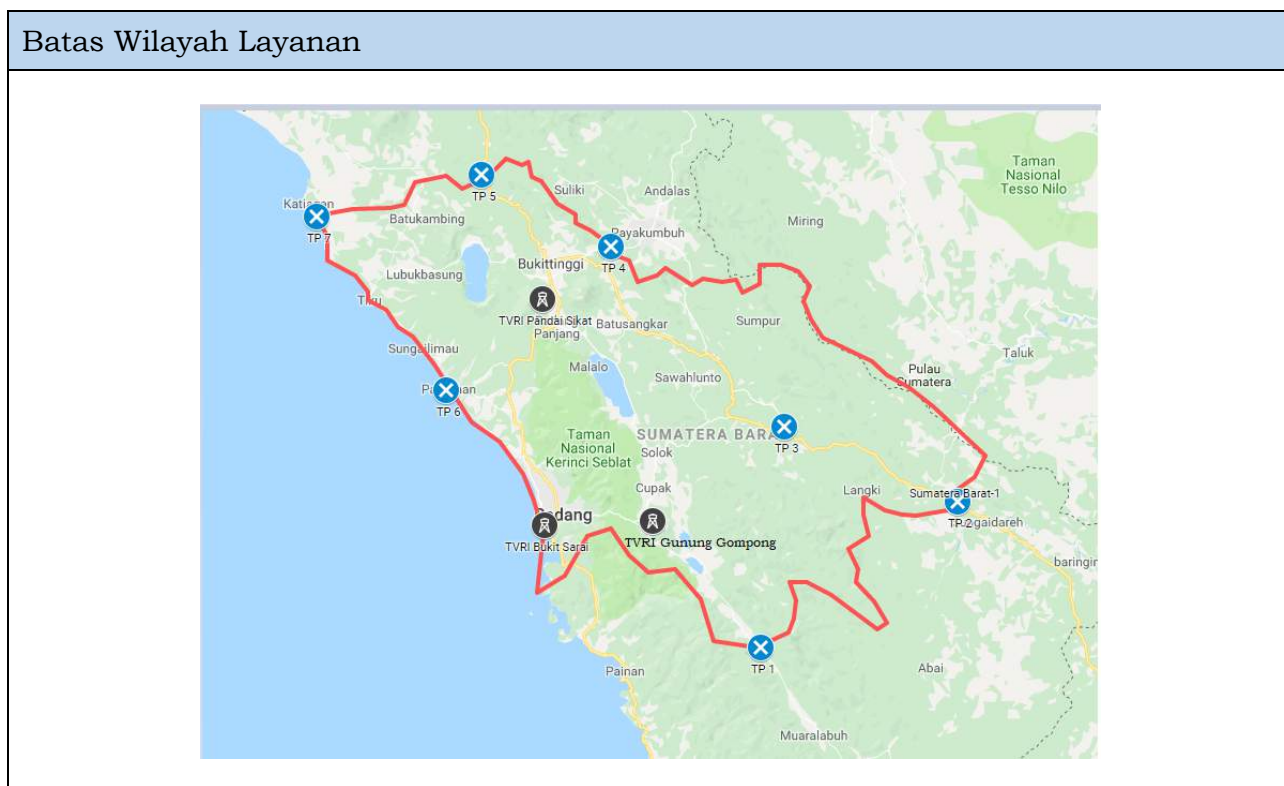 Batas Wilayah Layanan
Taman
Nasional
Tesso Nilo
TP 5
Suliki
Andalas
TP 7
Batukambing
Miring
Payakumbuh
TP 4
Bukittinggi
Lubukbasung
TVRI Pandai Sikat
Panjang
Batusangkar
Sumpur
Sungailimau
Taluk
Malalo
Sawahlunto
Pulau
Sumatera
TP 6
TP 3
Taman
Nasional
Kerinci Seblat
SUMATERA BARA
Solok
Cupak
Langki
Sumatera Barat-1
TP 2
TVRI Bukit Sarai
TVRI Gunung Gompong
baringin
TP 1
Painan
Abai
Muaralabuh